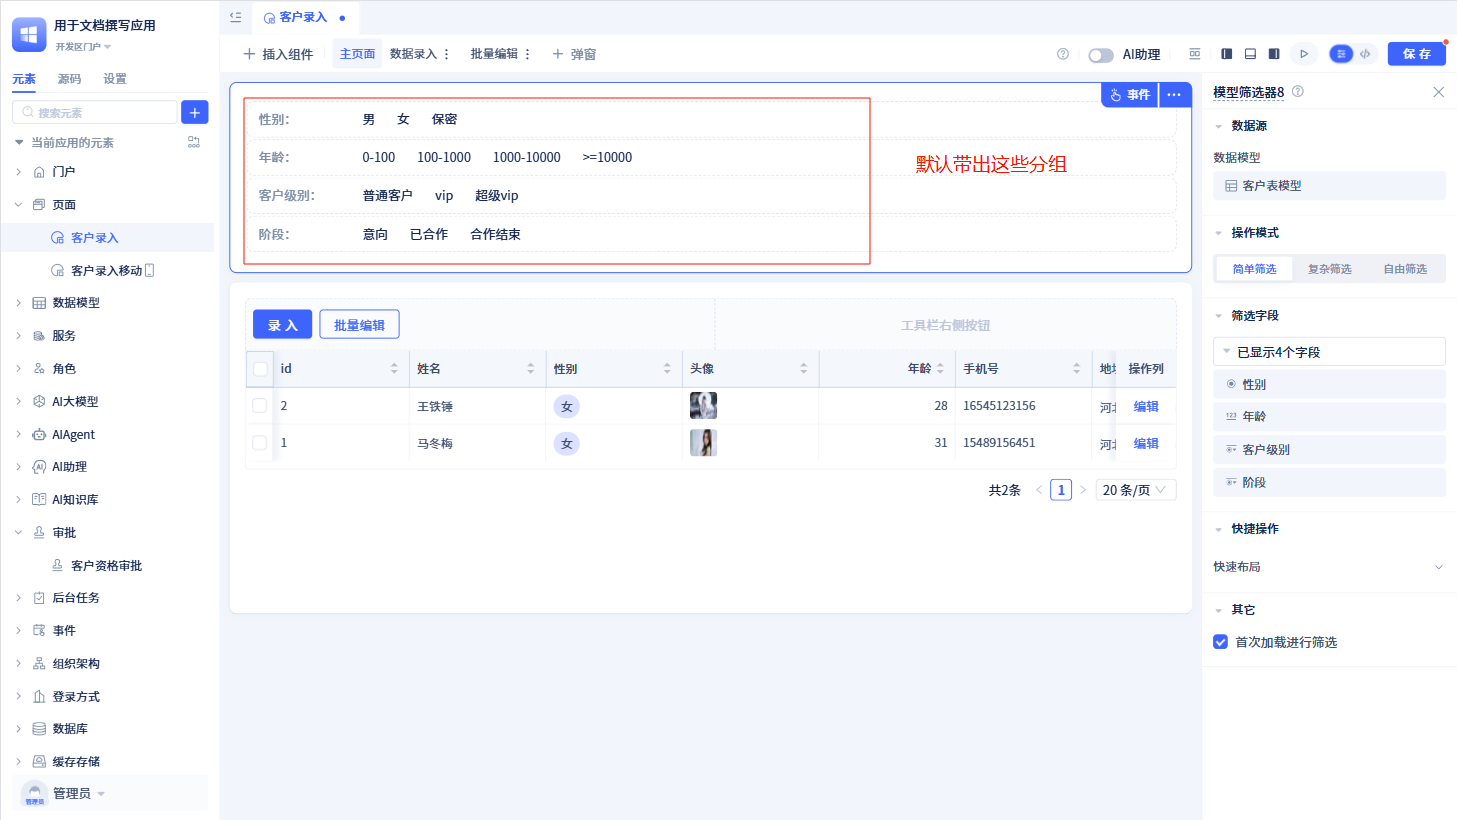 用于文档撰写应用
开发区门户
元素 源码 设置
搜索元素
当前应用的元素
门户
页面
客户录入
客户录入移动
数据模型
服务
角色
AI大模型
AIAgent
AI助理
AI知识库
审批
客户资格审批
后台任务
事件
组织架构
登录方式
数据库
缓存存储
管理员
管理员
客户录入
插入组件 主页面 数据录入 批量编辑 弹窗
AI助理
保存
事件
性别： 男 女 保密
年龄： 0-100 100-1000 1000-10000 >=10000
客户级别： 普通客户 vip 超级vip
阶段： 意向 已合作 合作结束
默认带出这些分组
录入 批量编辑 工具栏右侧按钮
id 姓名 性别 头像 年龄 手机号 操作列
2 王铁锤 女 28 16545123156 河北 编辑
1 马冬梅 女 31 15489156451 河北 编辑
共2条 < 1 > 20 条/页
模型筛选器8
数据源
数据模型
客户表模型
操作模式
简单筛选 复杂筛选 自由筛选
筛选字段
已显示4个字段
性别
123 年龄
客户级别
阶段
快捷操作
快速布局
其它
首次加载进行筛选